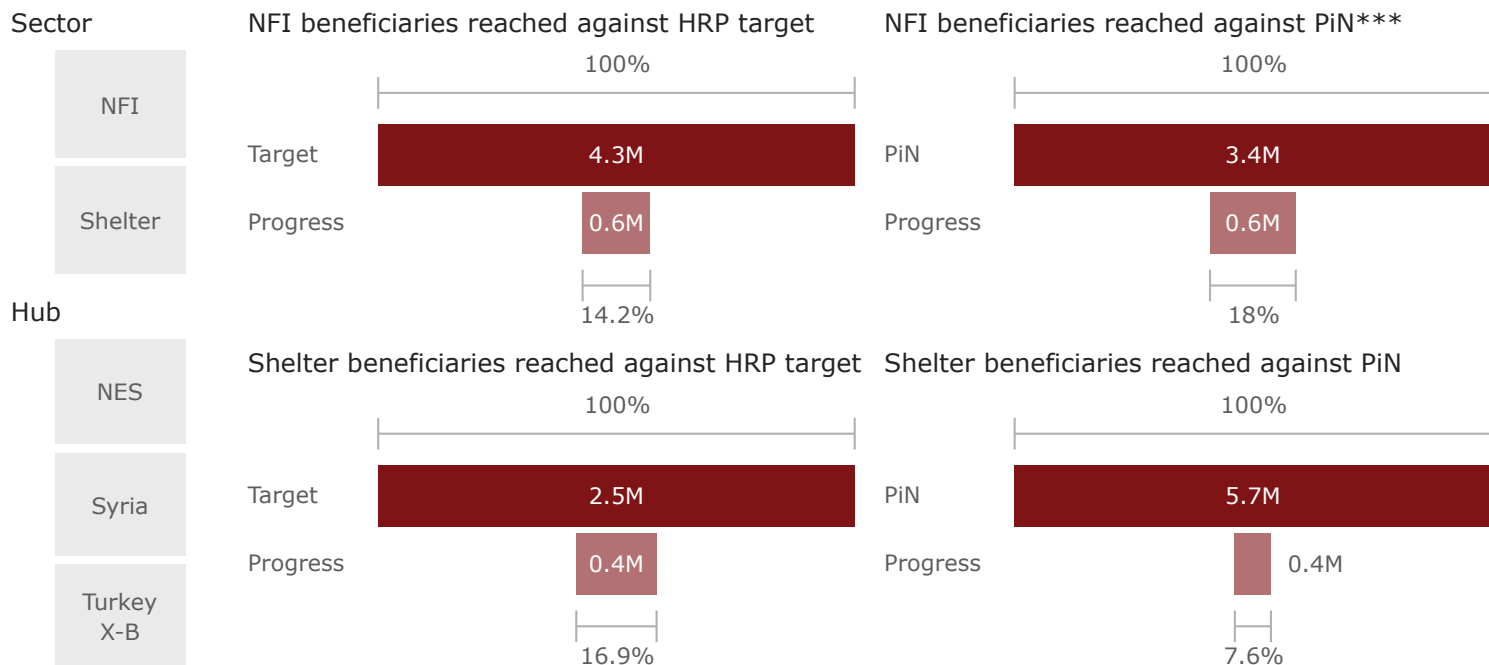 Sector
NFI
Shelter
Hub
NES
Syria
Turkey
X-B
NFI beneficiaries reached against HRP target
100%
Target
4.3M
Progress
0.6M
14.2%
NFI beneficiaries reached against PiN***
100%
PiN
3.4M
Progress
0.6M
18%
Shelter beneficiaries reached against HRP target
100%
Target
2.5M
Progress
0.4M
16.9%
Shelter beneficiaries reached against PiN
100%
PiN
5.7M
Progress
0.4M
7.6%